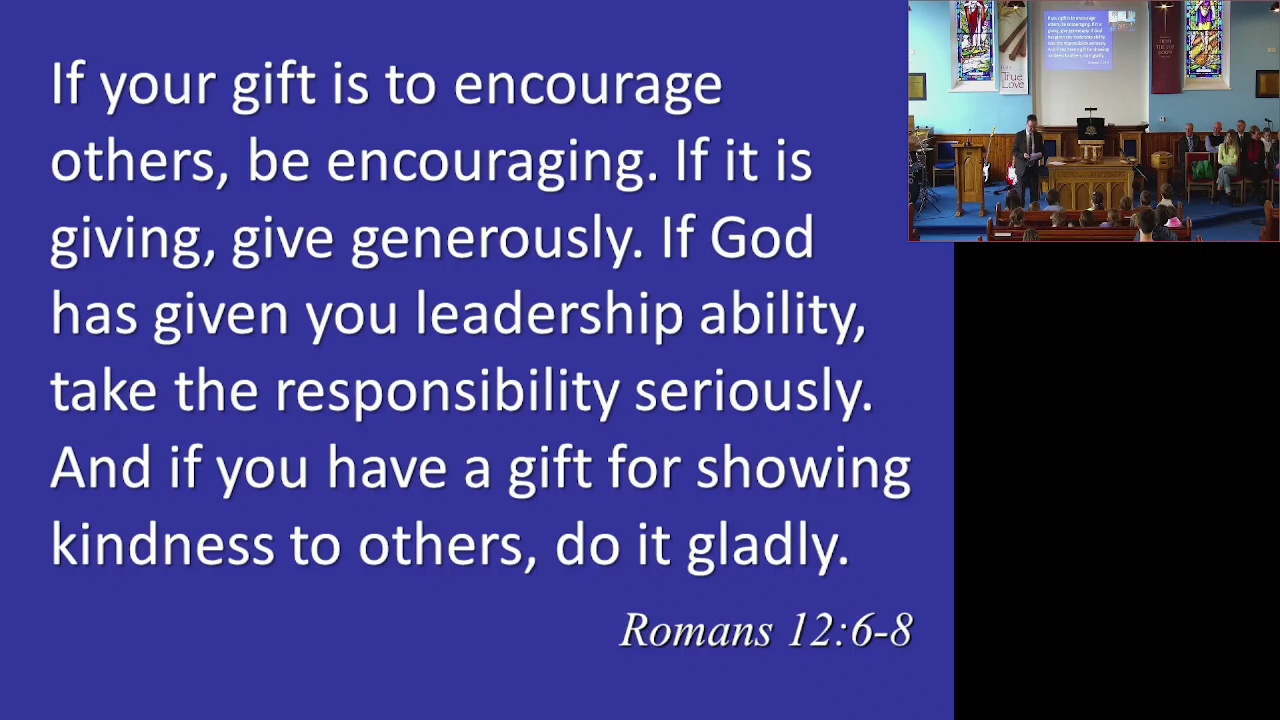 If your gift is to encourage
others, be encouraging. If it is
giving, give generously. If God
has given you leadership ability,
take the responsibility seriously.
And if you have a gift for showing
kindness to others, do it gladly.
Romans 12:6-8
True
Love